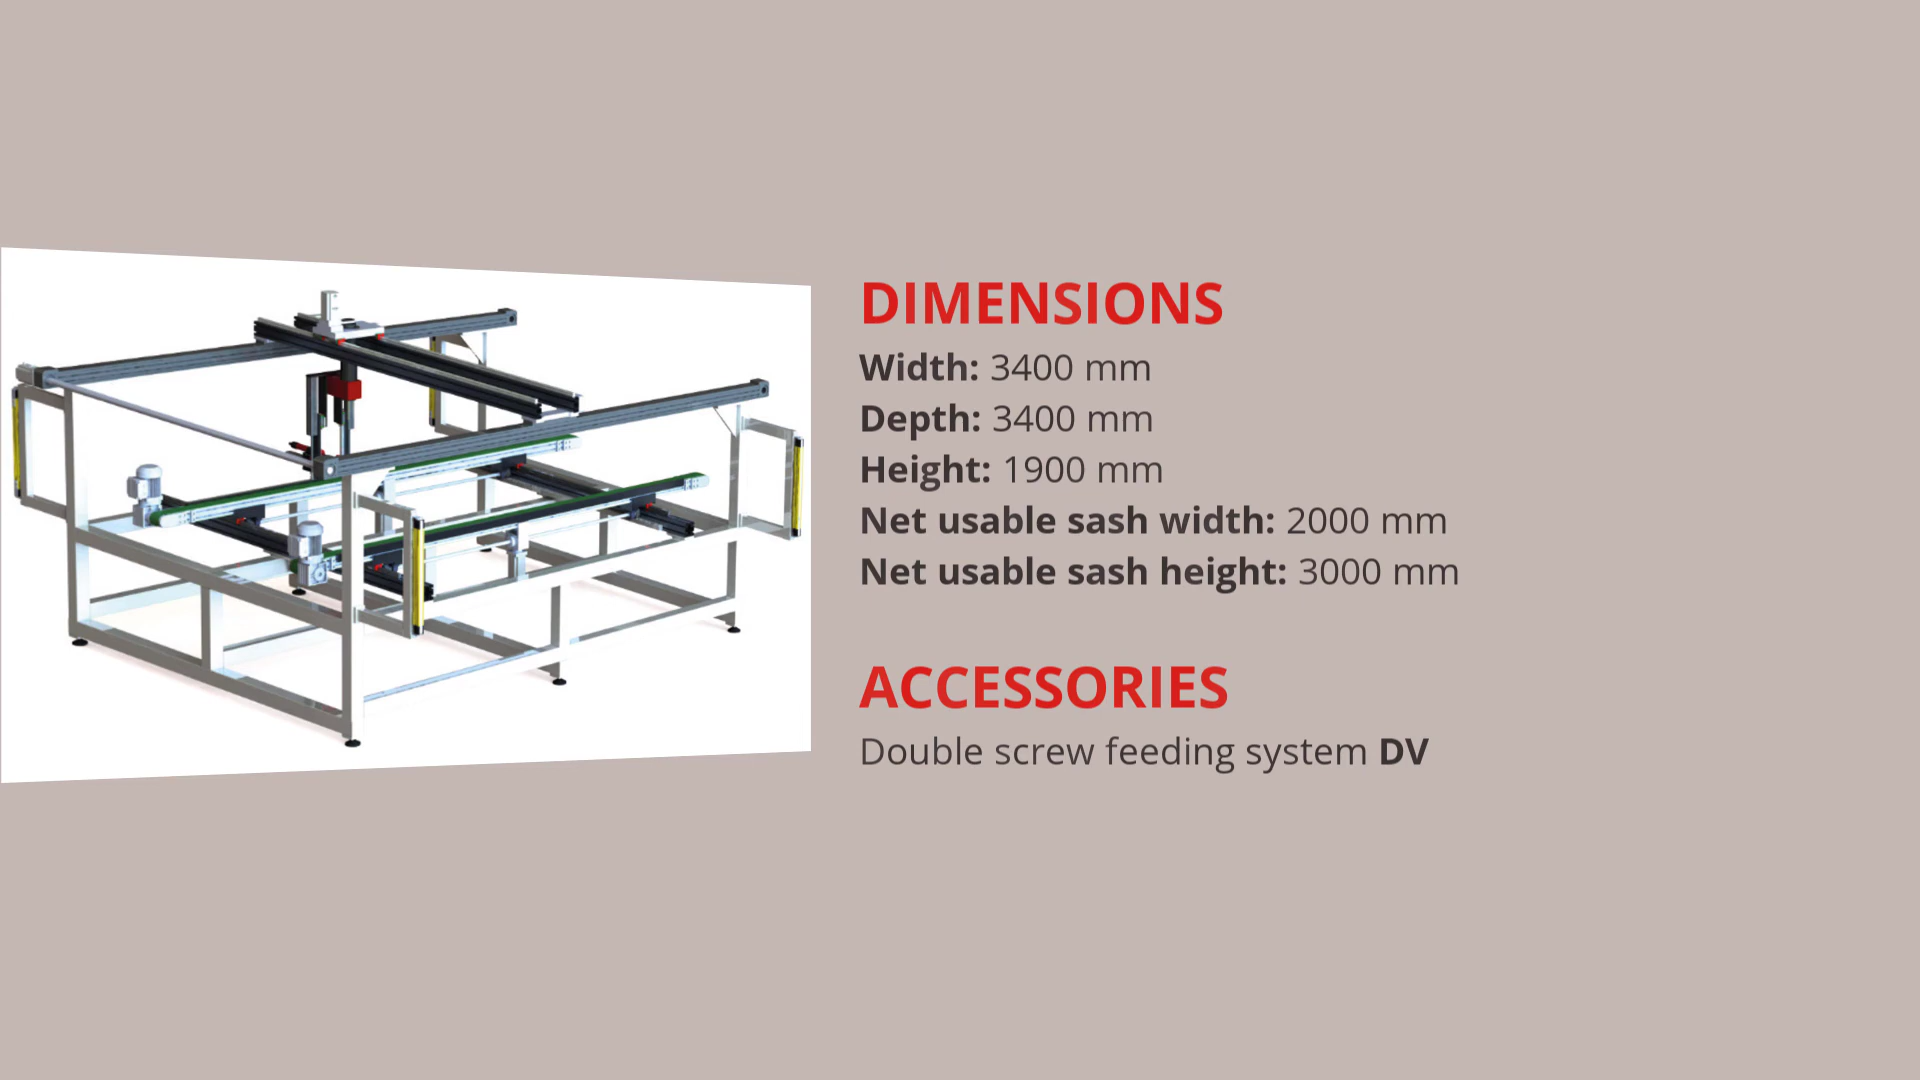 DIMENSIONS
Width: 3400 mm
Depth: 3400 mm
Height: 1900 mm
Net usable sash width: 2000 mm
Net usable sash height: 3000 mm
ACCESSORIES
Double screw feeding system DV